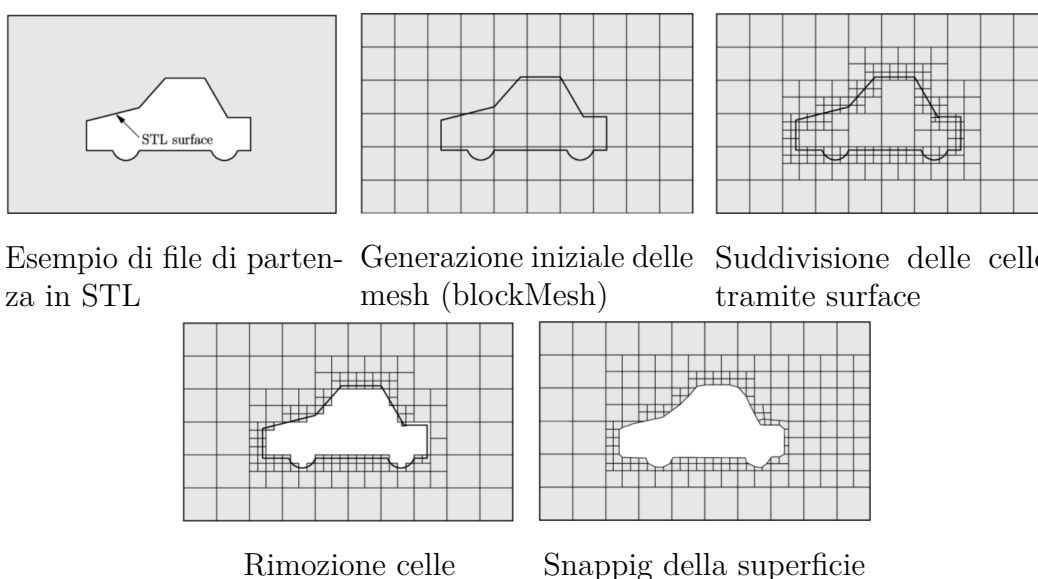 STL surface
Esempio di file di parten-
za in STL
Generazione iniziale delle
mesh (blockMesh)
Suddivisione delle celle
tramite surface
Rimozione celle
Snappig della superficie